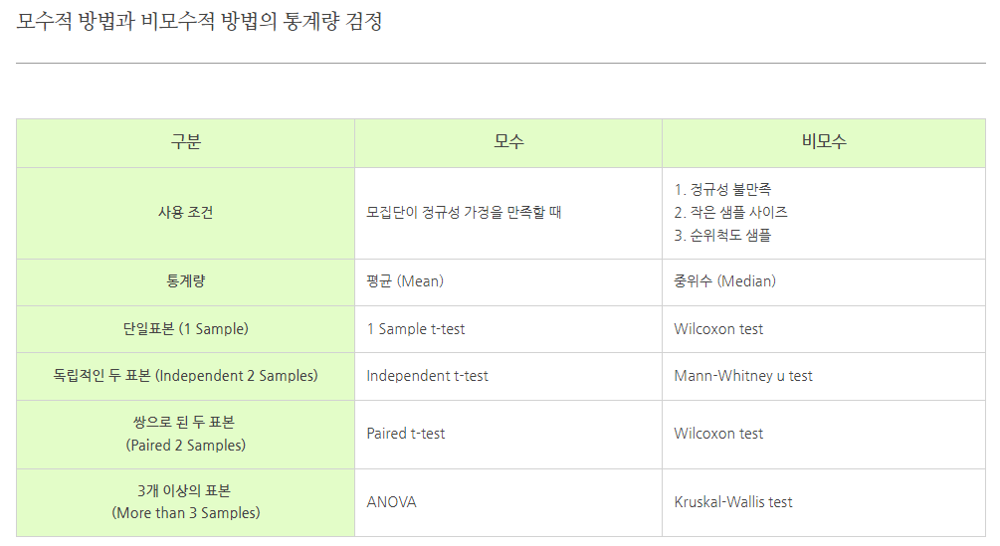 모수적 방법과 비모수적 방법의 통계량 검정
구분
모수
비모수
사용 조건
모집단이 정규성 가정을 만족할 때
1. 정규성 불만족
2. 작은 샘플 사이즈
3. 순위척도 샘플
통계량
평균 (Mean)
중위수 (Median)
단일표본 (1 Sample)
1 Sample t-test
Wilcoxon test
독립적인 두 표본 (Independent 2 Samples)
Independent t-test
Mann-Whitney u test
쌍으로 된 두 표본
(Paired 2 Samples)
Paired t-test
Wilcoxon test
3개 이상의 표본
(More than 3 Samples)
ANOVA
Kruskal-Wallis test